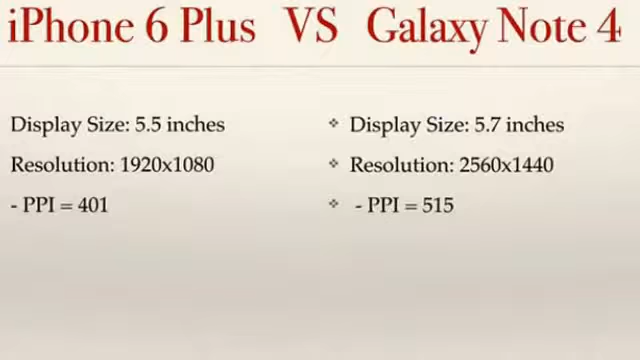 iPhone 6 Plus VS Galaxy Note 4
Display Size: 5.5 inches
Resolution: 1920x1080
- PPI = 401
❖ Display Size: 5.7 inches
❖ Resolution: 2560x1440
❖ - PPI = 515